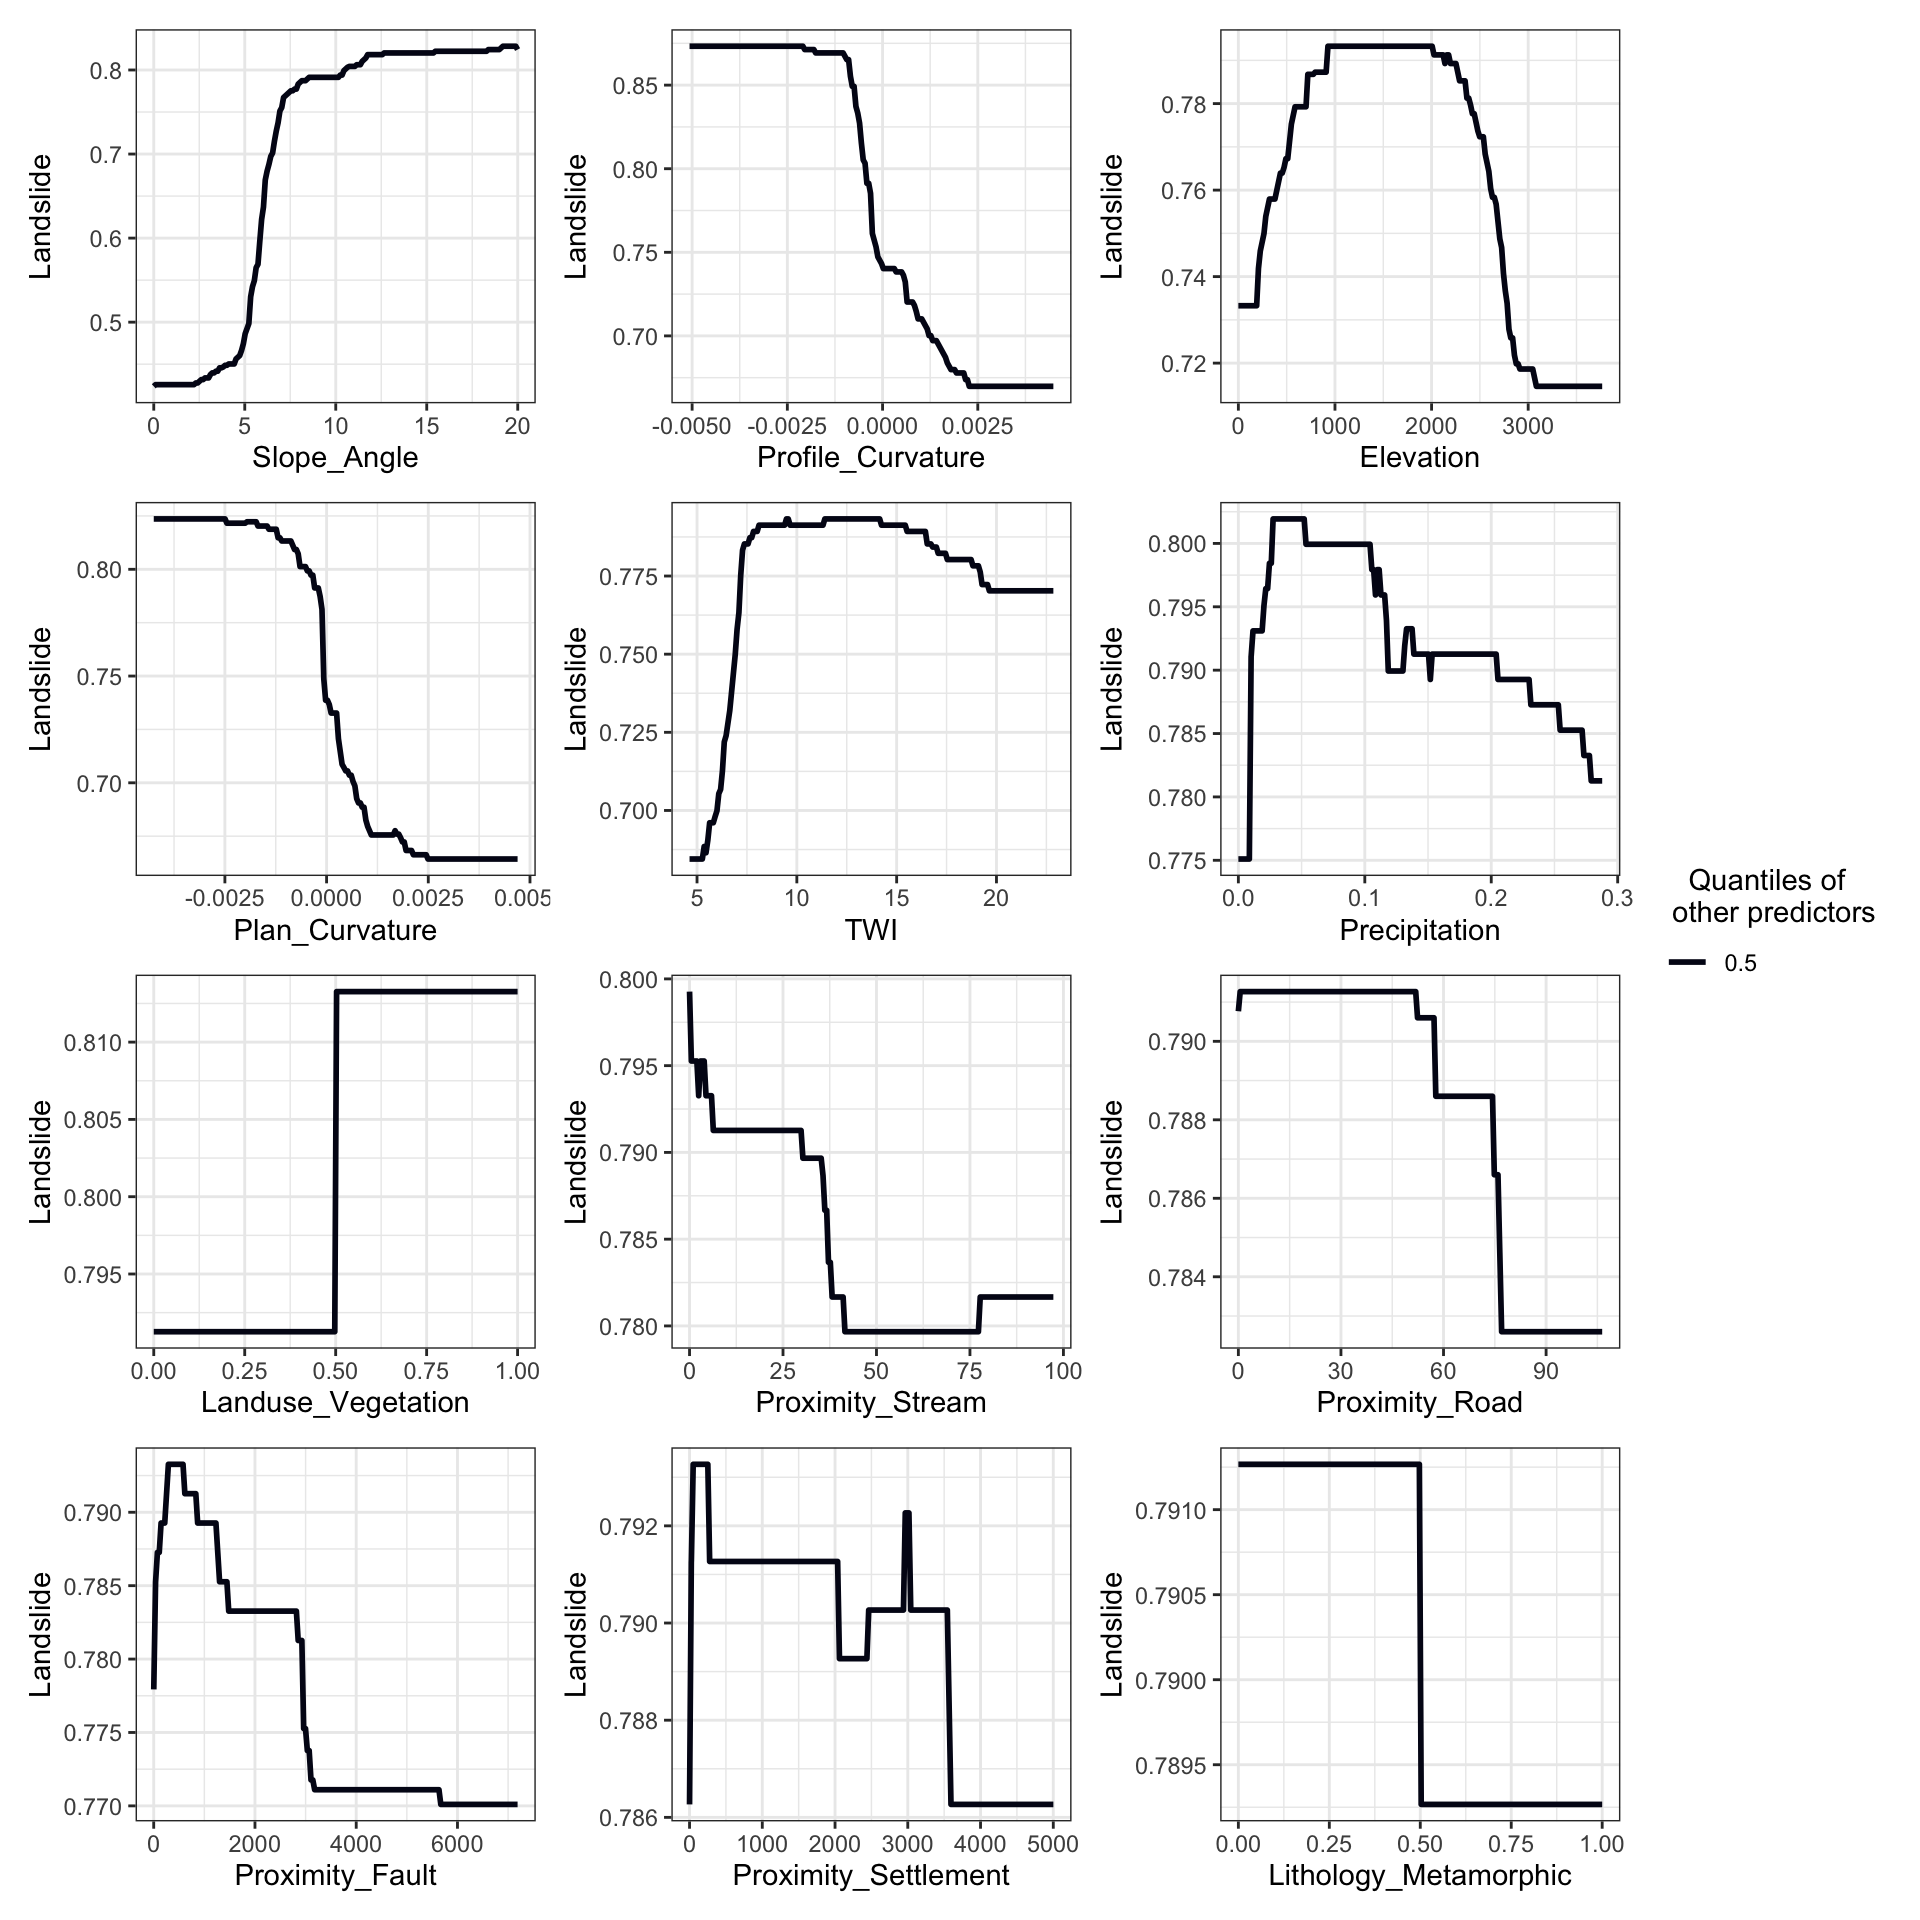 Landslide
0.8
0.7
0.6
0.5
0 5 10 15 20
Slope_Angle
Landslide
0.85
0.80
0.75
0.70
-0.0050 -0.0025 0.0000 0.0025
Profile_Curvature
Landslide
0.78
0.76
0.74
0.72
0 1000 2000 3000
Elevation
Landslide
0.80
0.75
0.70
-0.0025 0.0000 0.0025 0.005
Plan_Curvature
Landslide
0.775
0.750
0.725
0.700
5 10 15 20
TWI
Landslide
0.800
0.795
0.790
0.785
0.780
0.775
0.0 0.1 0.2 0.3
Precipitation
Quantiles of
other predictors
0.5
Landslide
0.810
0.805
0.800
0.795
0.00 0.25 0.50 0.75 1.00
Landuse_Vegetation
Landslide
0.800
0.795
0.790
0.785
0.780
0 25 50 75 100
Proximity_Stream
Landslide
0.790
0.788
0.786
0.784
0 30 60 90
Proximity_Road
Landslide
0.790
0.785
0.780
0.775
0.770
0 2000 4000 6000
Proximity_Fault
Landslide
0.792
0.790
0.788
0.786
0 1000 2000 3000 4000 5000
Proximity_Settlement
Landslide
0.7910
0.7905
0.7900
0.7895
0.00 0.25 0.50 0.75 1.00
Lithology_Metamorphic